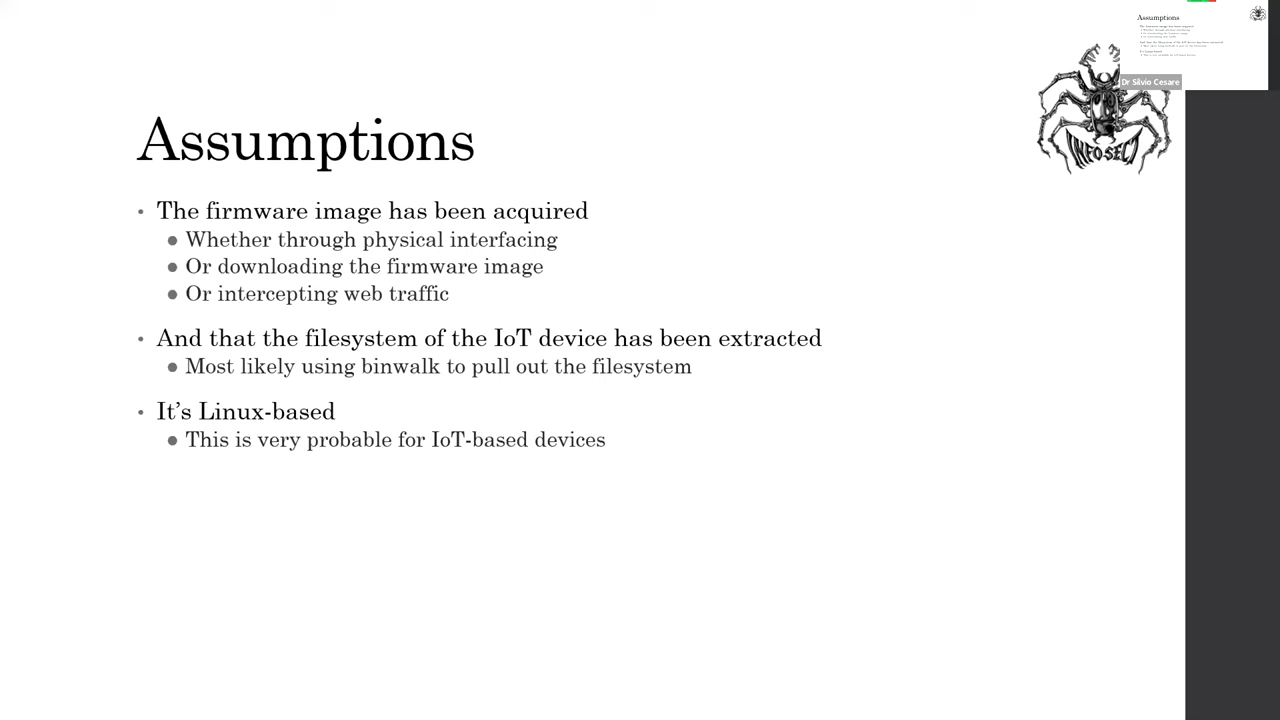 Assumptions
• The firmware image has been acquired
● Whether through physical interfacing
● Or downloading the firmware image
● Or intercepting web traffic
• And that the filesystem of the IoT device has been extracted
● Most likely using binwalk to pull out the filesystem
• It's Linux-based
● This is very probable for IoT-based devices
INFOSECT
Assumptions
Dr Silvio Cesare